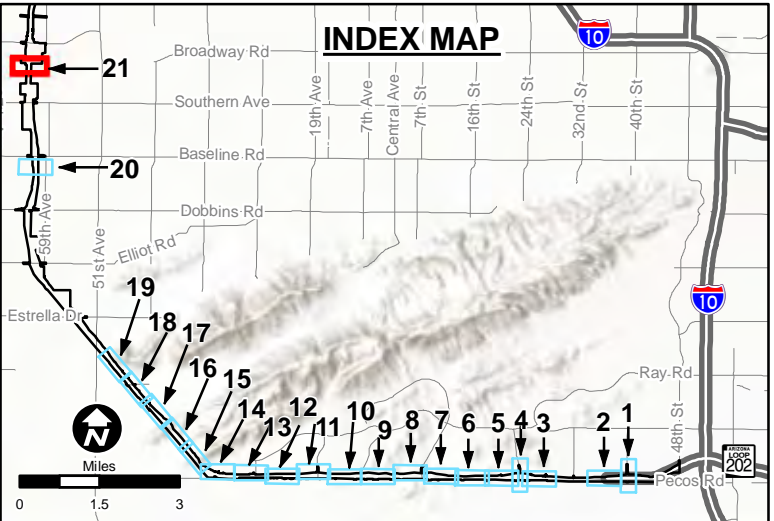 INDEX MAP
10
Broadway Rd
21
Southern Ave
19th Ave
7th Ave
Central Ave
7th St
16th St
24th St
32nd St
40th St
Baseline Rd
20
59th Ave
Dobbins Rd
51st Ave
Elliot Rd
10
Estrella Dr
19
18
17
16
15
14
13
12
11
10
9
8
7
6
5
4
3
2
1
Ray Rd
48th St
ARIZONA
LOOP
202
Pecos Rd
N
Miles
0 1.5 3